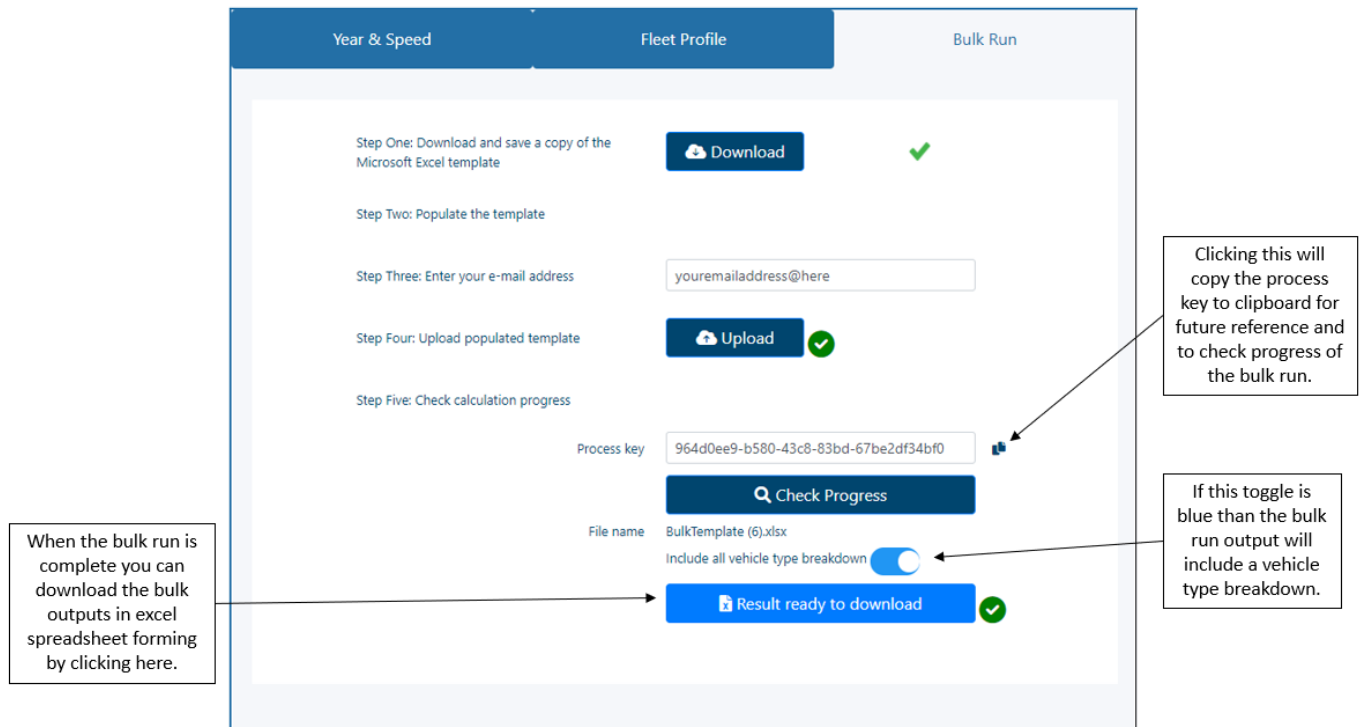 Year & Speed
Fleet Profile
Bulk Run
Step One: Download and save a copy of the
Microsoft Excel template
Download
Step Two: Populate the template
Step Three: Enter your e-mail address
youremailaddress@here
Step Four: Upload populated template
Upload
Step Five: Check calculation progress
Process key
964d0ee9-b580-43c8-83bd-67be2df34bf0
Check Progress
File name
BulkTemplate (6).xlsx
Include all vehicle type breakdown
Result ready to download
Clicking this will
copy the process
key to clipboard for
future reference and
to check progress of
the bulk run.
If this toggle is
blue than the bulk
run output will
include a vehicle
type breakdown.
When the bulk run is
complete you can
download the bulk
outputs in excel
spreadsheet forming
by clicking here.